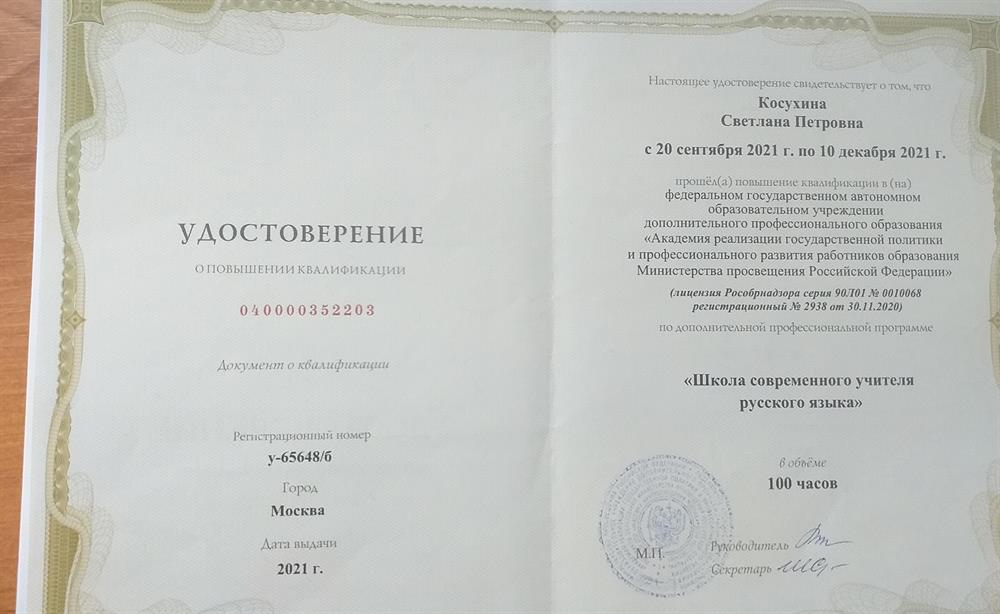 УДОСТОВЕРЕНИЕ
О ПОВЫШЕНИИ КВАЛИФИКАЦИИ
040000352203
Документ о квалификации
Регистрационный номер
у-65648/б
Город
Москва
Дата выдачи
2021 г.
Настоящее удостоверение свидетельствует о том, что
Косухина
Светлана Петровна
с 20 сентября 2021 г. по 10 декабря 2021 г.
прошёл(а) повышение квалификации в (на)
федеральном государственном автономном
образовательном учреждении
дополнительного профессионального образования
«Академия реализации государственной политики
и профессионального развития работников образования
Министерства просвещения Российской Федерации»
(лицензия Рособрнадзора серия 90Л01 № 0010068
регистрационный № 2938 от 30.11.2020)
по дополнительной профессиональной программе
«Школа современного учителя
русского языка»
в объёме
100 часов
М.П.
Руководитель
Секретарь